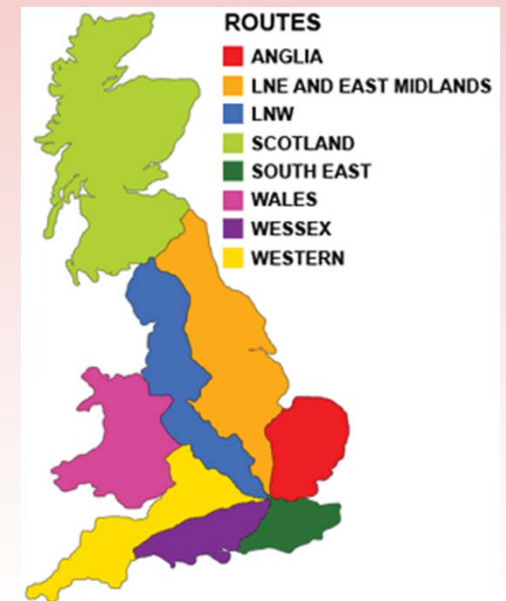 ROUTES
ANGLIA
LNE AND EAST MIDLANDS
LNW
SCOTLAND
SOUTH EAST
WALES
WESSEX
WESTERN